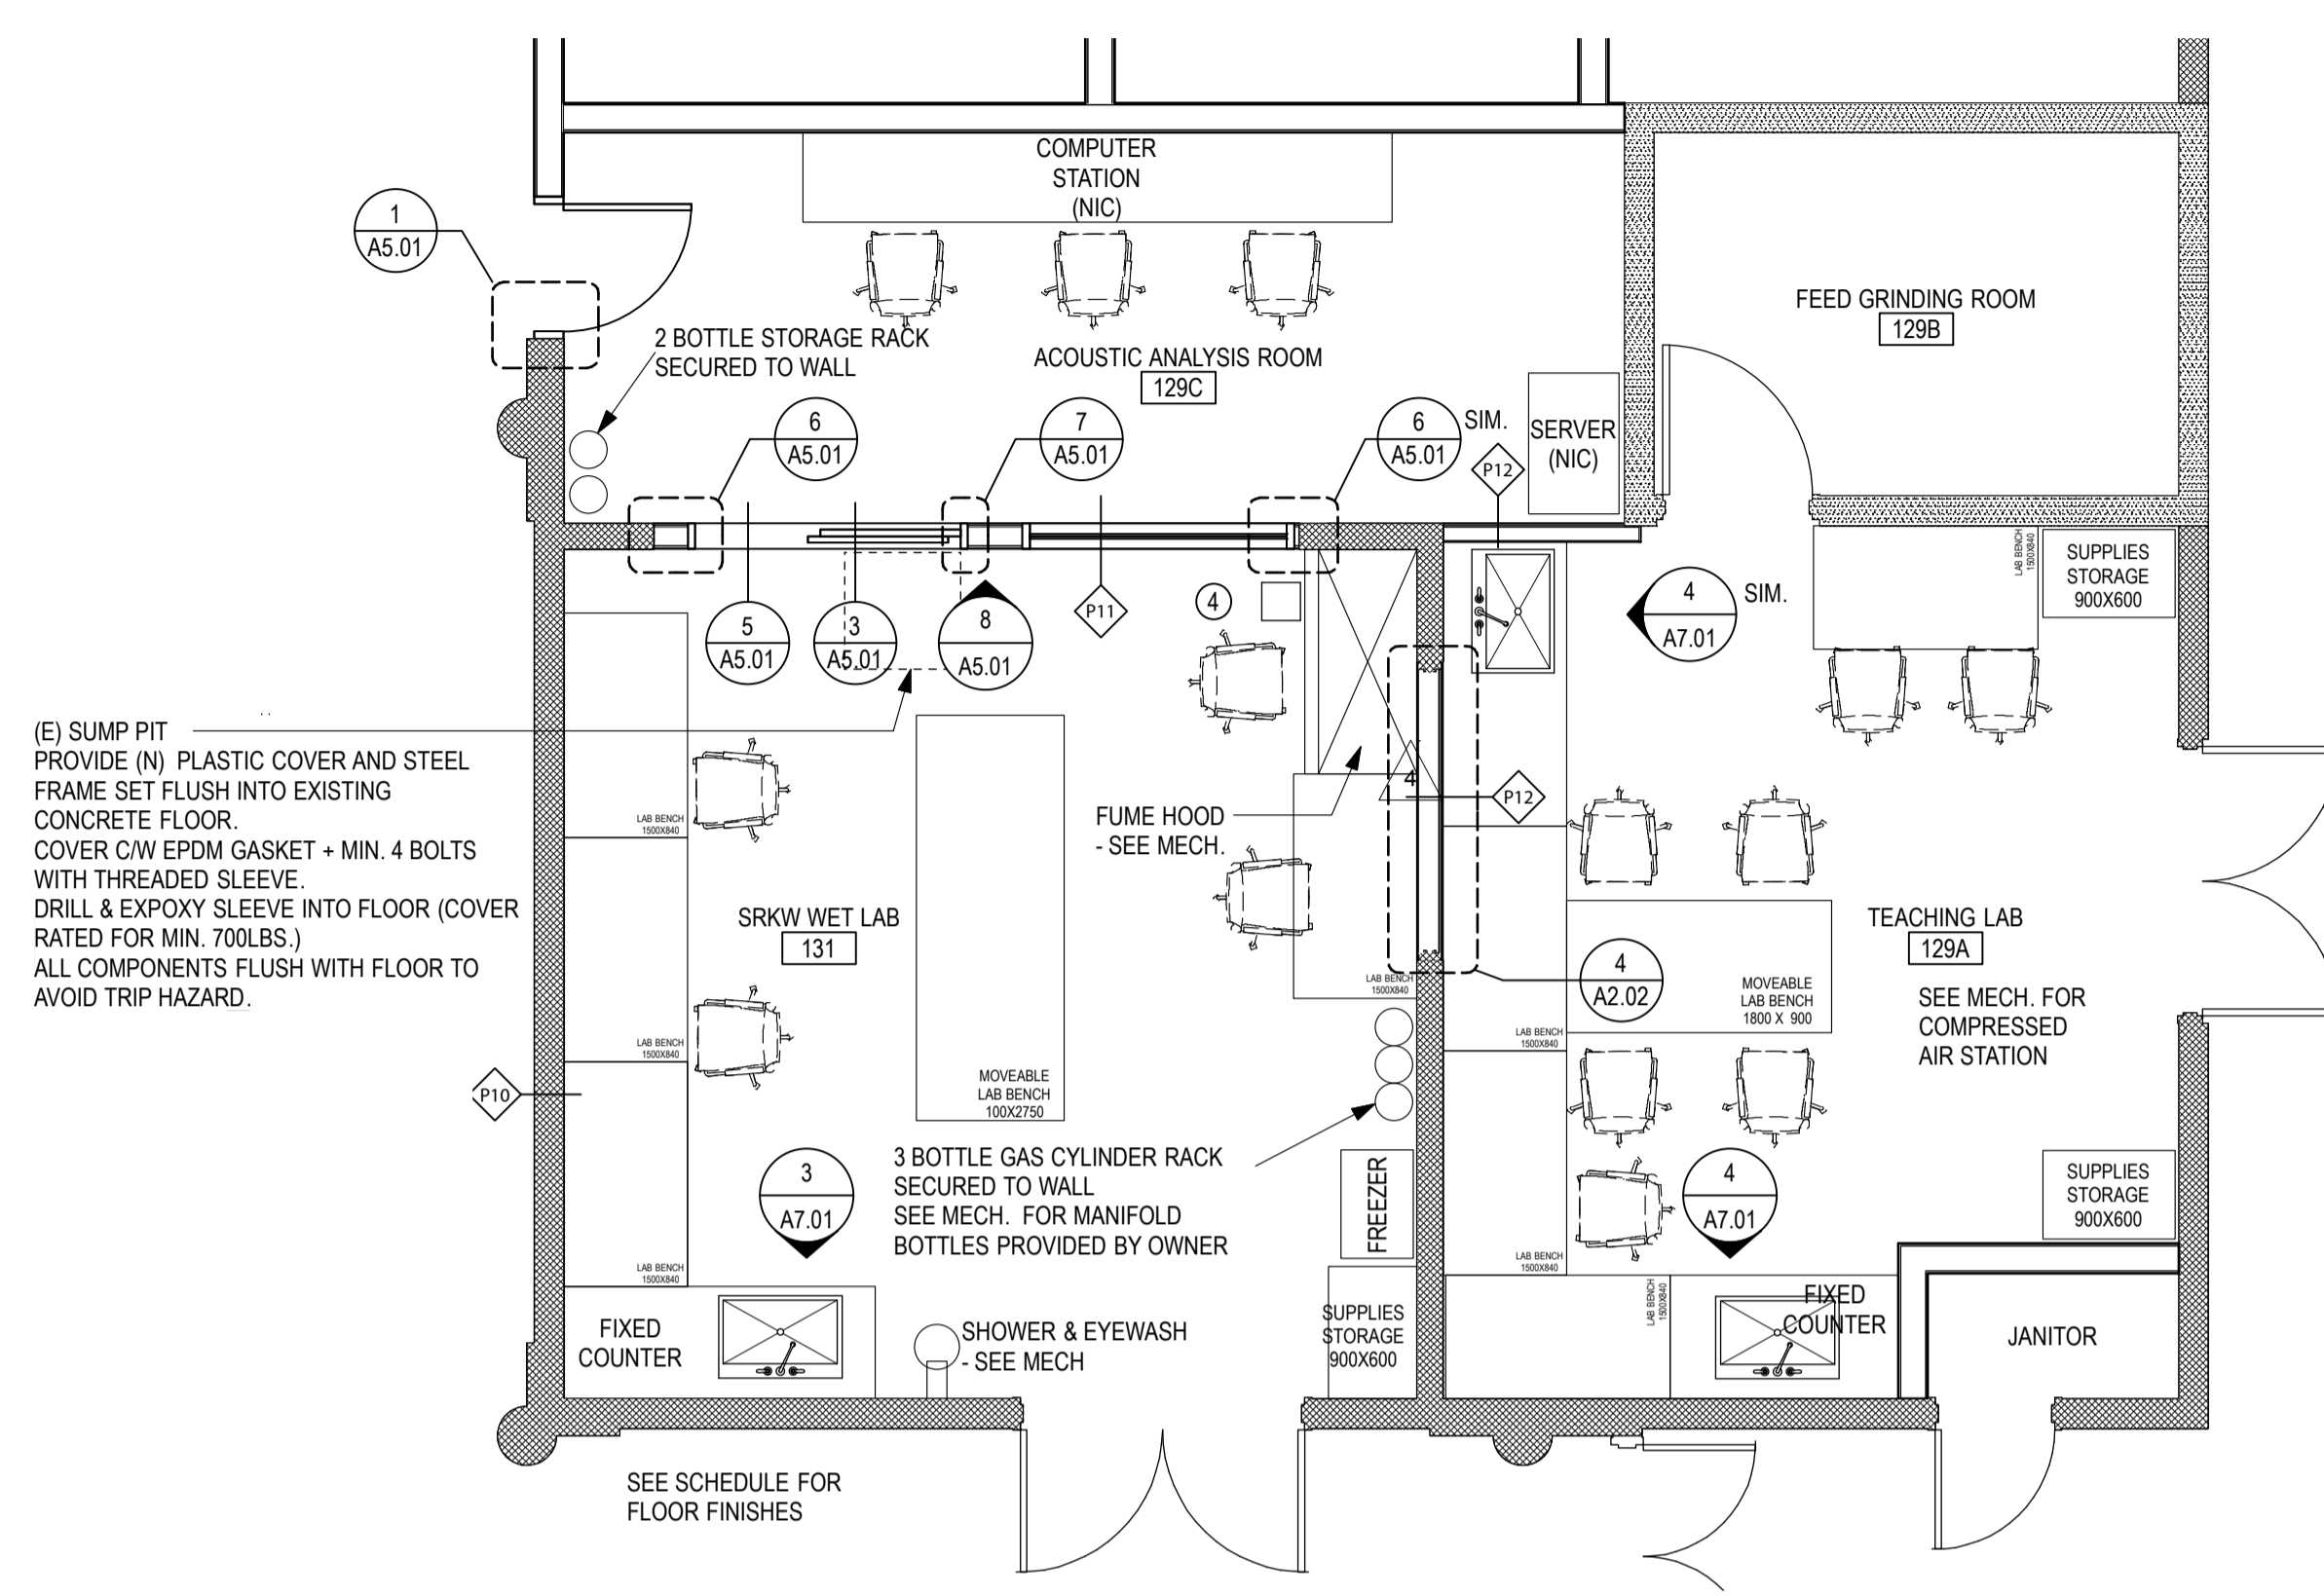 COMPUTER
STATION
(NIC)
1
A5.01
FEED GRINDING ROOM
129B
2 BOTTLE STORAGE RACK
SECURED TO WALL
ACOUSTIC ANALYSIS ROOM
129C
6
A5.01
7
A5.01
6
A5.01
SIM.
SERVER
(NIC)
P12
LAB BENCH
1500X840
SUPPLIES
STORAGE
900X600
5
A5.01
3
A5.01
8
A5.01
P11
4
4
A7.01
SIM.
(E) SUMP PIT
PROVIDE (N) PLASTIC COVER AND STEEL
FRAME SET FLUSH INTO EXISTING
CONCRETE FLOOR.
COVER C/W EPDM GASKET + MIN. 4 BOLTS
WITH THREADED SLEEVE.
DRILL & EXPOXY SLEEVE INTO FLOOR (COVER
RATED FOR MIN. 700LBS.)
ALL COMPONENTS FLUSH WITH FLOOR TO
AVOID TRIP HAZARD.
LAB BENCH
1500X840
FUME HOOD
- SEE MECH.
4
P12
SRKW WET LAB
131
TEACHING LAB
129A
LAB BENCH
1500X840
4
A2.02
MOVEABLE
LAB BENCH
1800 X 900
SEE MECH. FOR
COMPRESSED
AIR STATION
LAB BENCH
1500X840
LAB BENCH
1500X840
P10
MOVEABLE
LAB BENCH
100X2750
3
A7.01
3 BOTTLE GAS CYLINDER RACK
SECURED TO WALL
SEE MECH. FOR MANIFOLD
BOTTLES PROVIDED BY OWNER
FREEZER
4
A7.01
SUPPLIES
STORAGE
900X600
LAB BENCH
1500X840
LAB BENCH
1500X840
FIXED
COUNTER
SHOWER & EYEWASH
- SEE MECH
SUPPLIES
STORAGE
900X600
LAB BENCH
1500X840
FIXED
COUNTER
JANITOR
SEE SCHEDULE FOR
FLOOR FINISHES